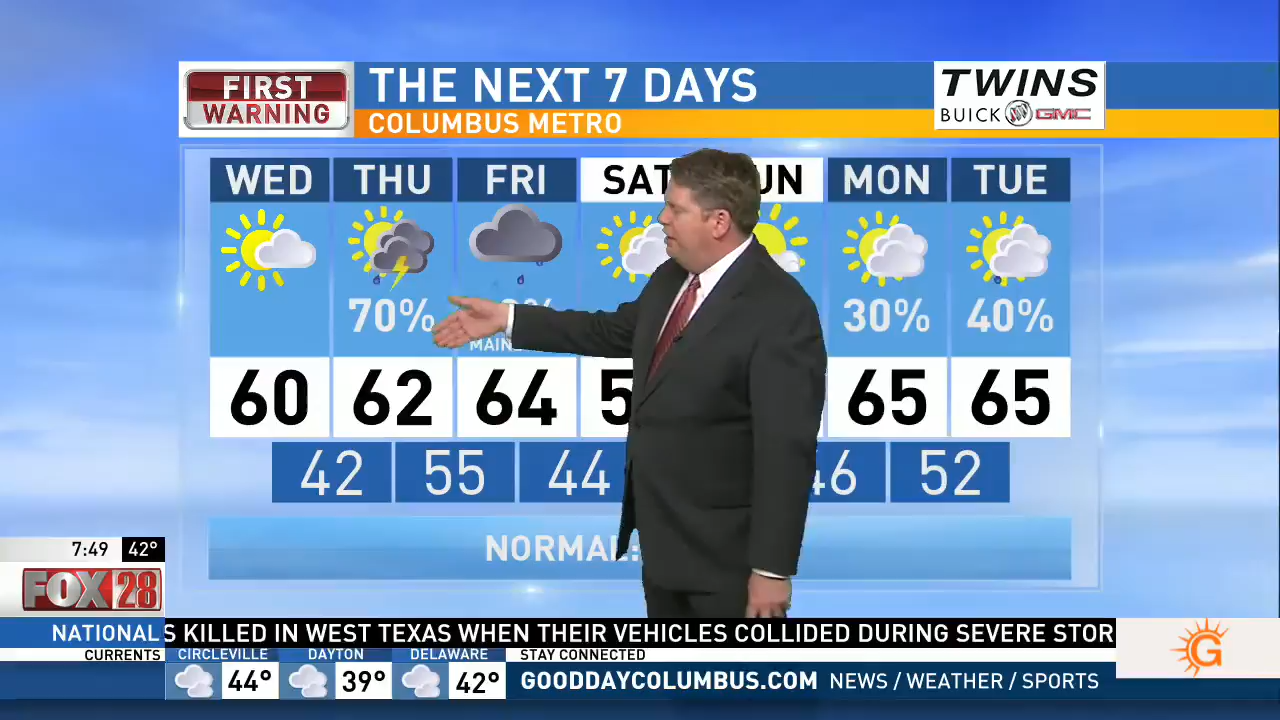 FIRST
WARNING
THE NEXT 7 DAYS
COLUMBUS METRO
TWINS
BUICK GMC
WED THU FRI SAT MON TUE
70% 30% 40%
60 62 64 65 65
42 55 44 52
NORMAL:
7:49 42°
FOX 28
NATIONAL S KILLED IN WEST TEXAS WHEN THEIR VEHICLES COLLIDED DURING SEVERE STOR
CURRENTS CIRCLEVILLE DAYTON DELAWARE STAY CONNECTED
44° 39° 42° GOODDAYCOLUMBUS.COM NEWS / WEATHER / SPORTS
G